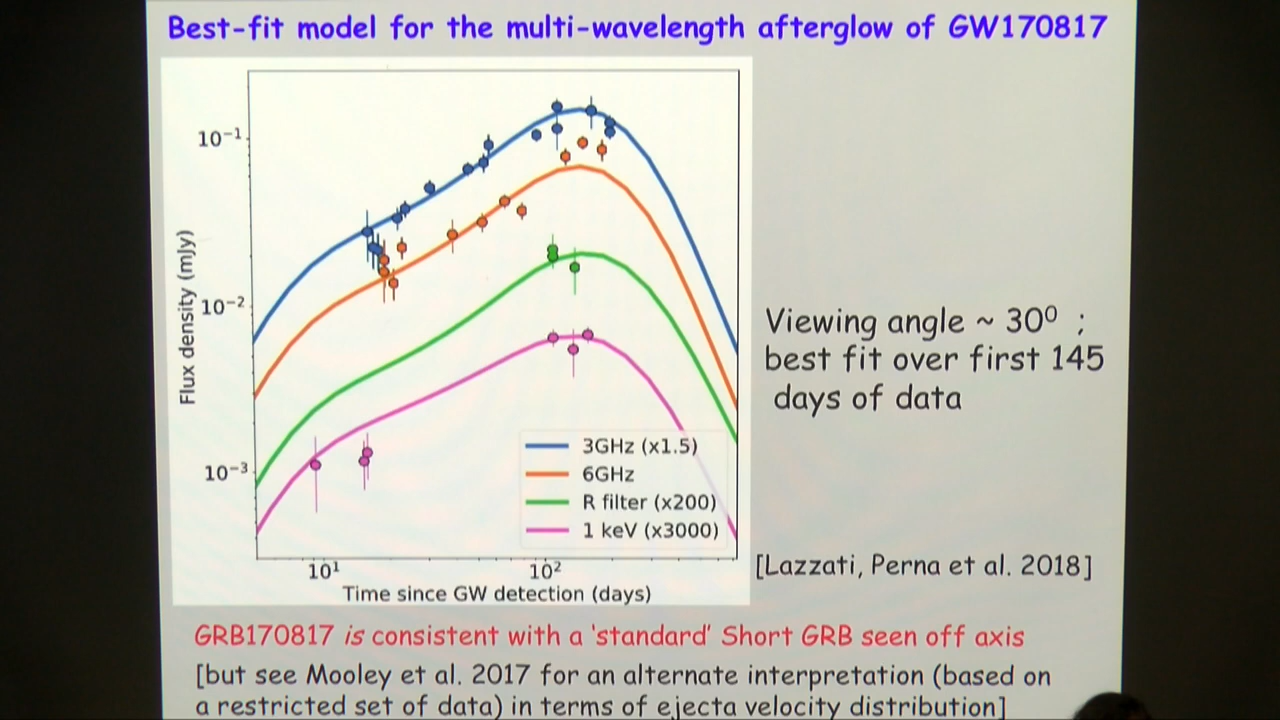 Best-fit model for the multi-wavelength afterglow of GW170817
10⁻¹
10⁻²
10⁻³
Flux density (mJy)
3GHz (x1.5)
6GHz
R filter (x200)
1 keV (x3000)
10¹
10²
Time since GW detection (days)
Viewing angle ~ 30⁰ ;
best fit over first 145
days of data
[Lazzati, Perna et al. 2018]
GRB170817 is consistent with a 'standard' Short GRB seen off axis
[but see Mooley et al. 2017 for an alternate interpretation (based on
a restricted set of data) in terms of ejecta velocity distribution]